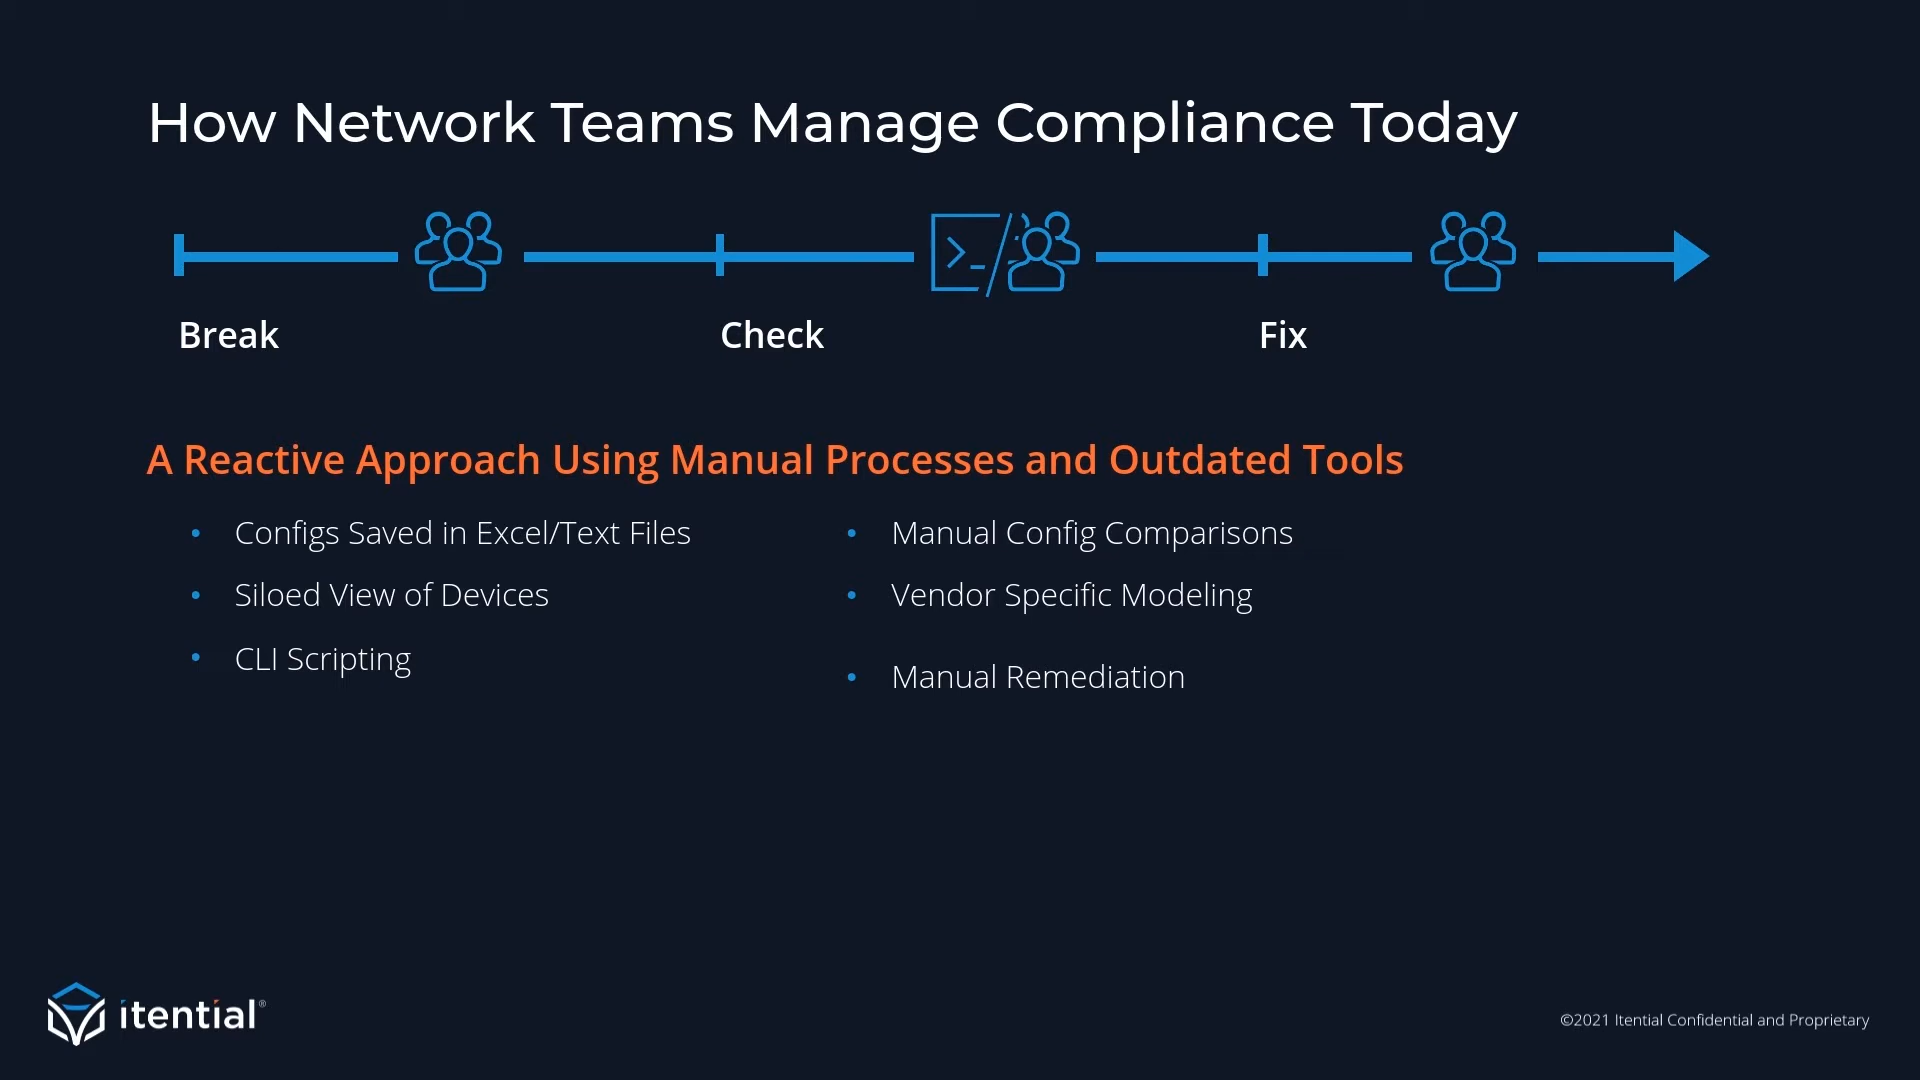 How Network Teams Manage Compliance Today
Break
Check
Fix
A Reactive Approach Using Manual Processes and Outdated Tools
• Configs Saved in Excel/Text Files
• Siloed View of Devices
• CLI Scripting
• Manual Config Comparisons
• Vendor Specific Modeling
• Manual Remediation
itential®
©2021 Itential Confidential and Proprietary